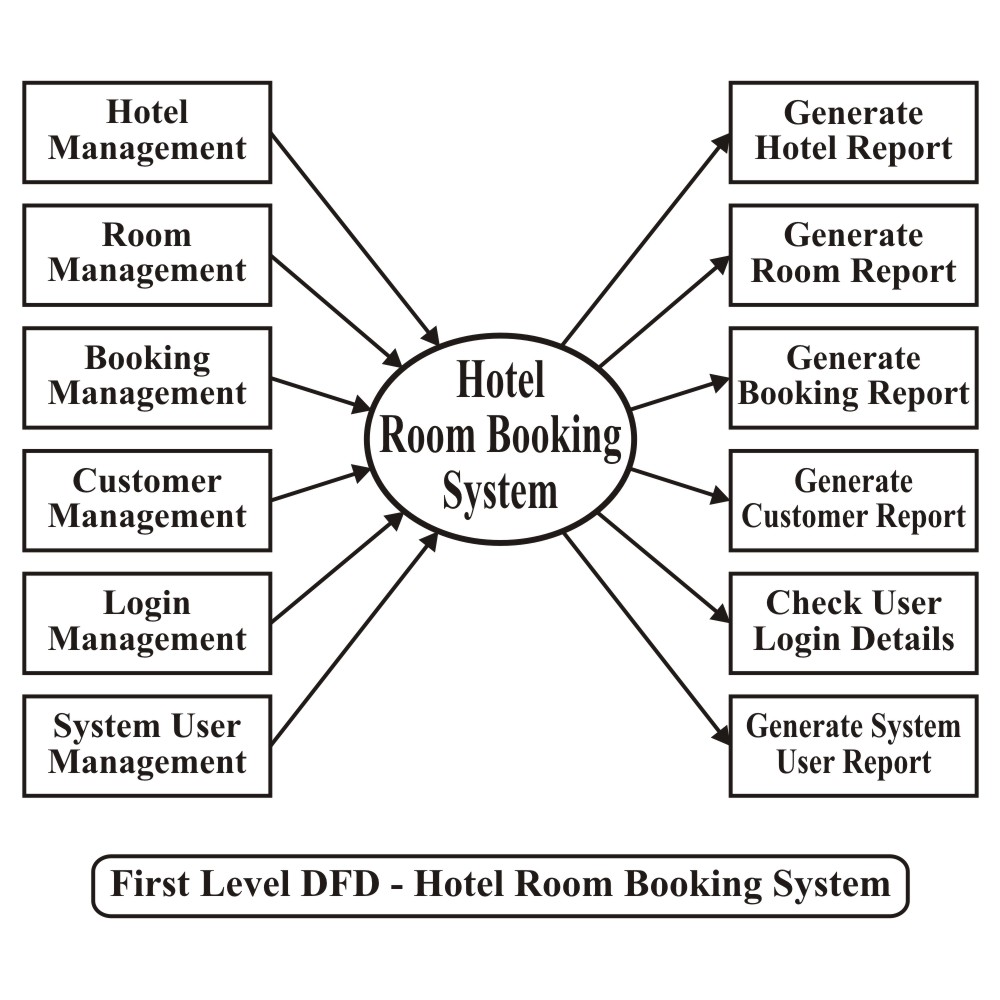 Hotel
Management
Room
Management
Booking
Management
Customer
Management
Login
Management
System User
Management
Hotel
Room Booking
System
Generate
Hotel Report
Generate
Room Report
Generate
Booking Report
Generate
Customer Report
Check User
Login Details
Generate System
User Report
First Level DFD - Hotel Room Booking System